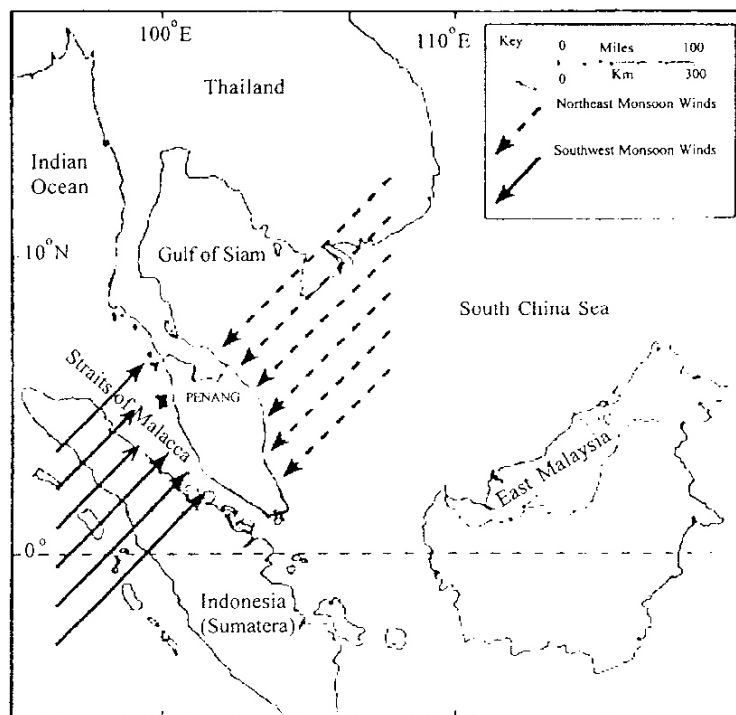 100°E
110°E
Key
0 Miles 100
0 Km 300
Northeast Monsoon Winds
Southwest Monsoon Winds
Thailand
Indian
Ocean
10°N
Gulf of Siam
South China Sea
Straits of Malacca
PENANG
East Malaysia
0°
Indonesia
(Sumatera)